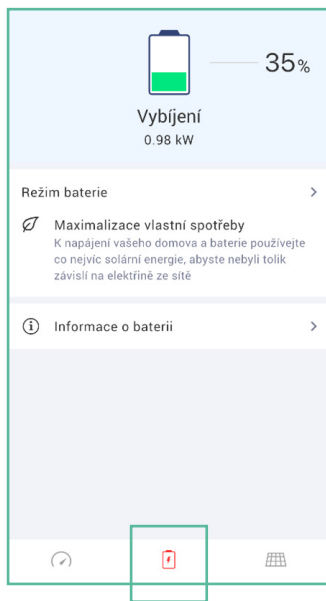 35%
Vybíjení
0.98 kW
Režim baterie
Maximalizace vlastní spotřeby
K napájení vašeho domova a baterie používejte
co nejvíc solární energie, abyste nebyli tolik
závislí na elektřině ze sítě
Informace o baterii